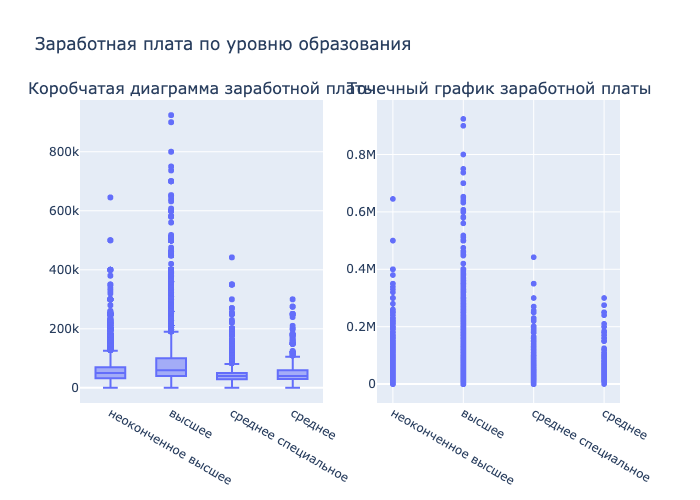 Заработная плата по уровню образования
Коробчатая диаграмма заработной платы
Точечный график заработной платы
800k
600k
400k
200k
0
неоконченное высшее
высшее
среднее специальное
среднее
0.8M
0.6M
0.4M
0.2M
0
неоконченное высшее
высшее
среднее специальное
среднее